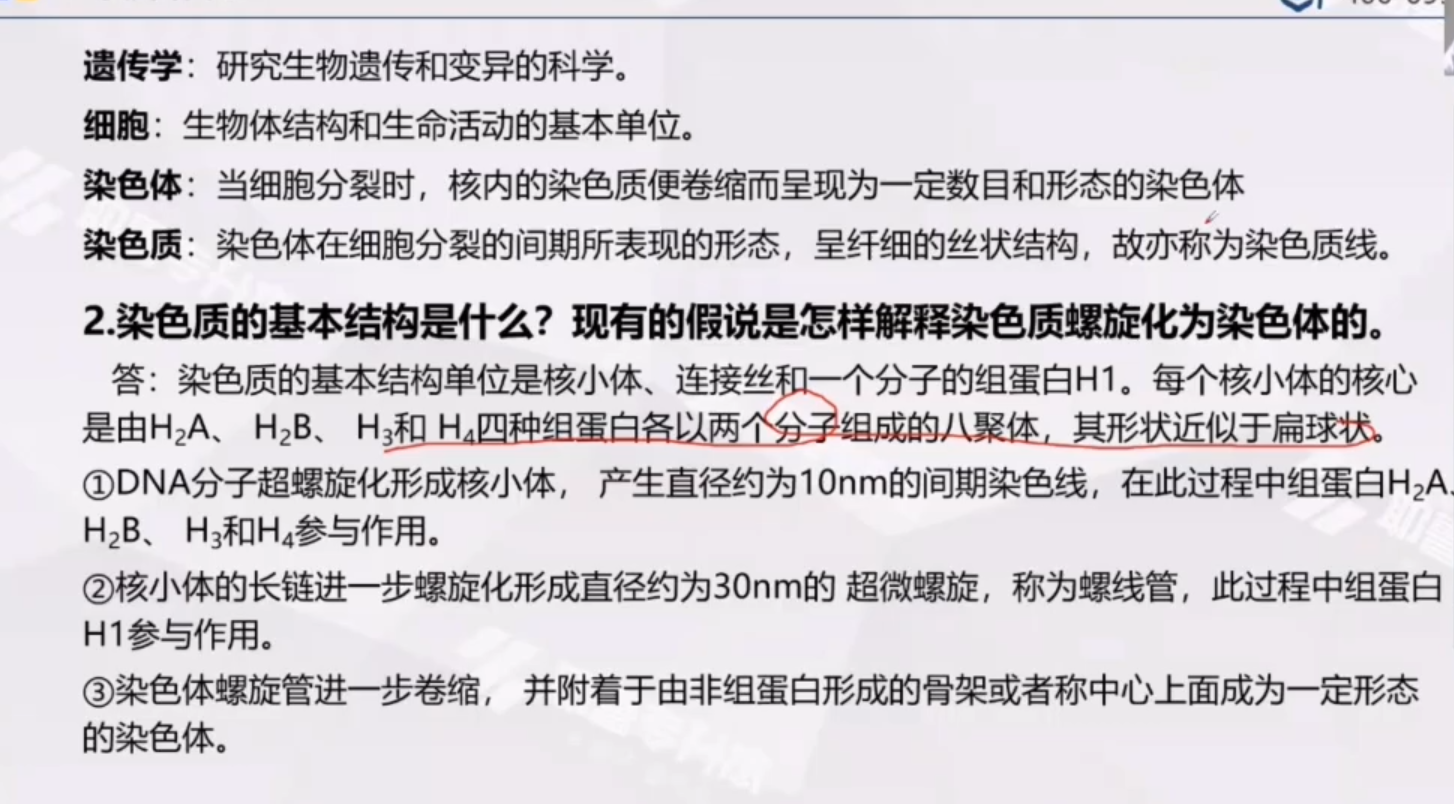 遗传学：研究生物遗传和变异的科学。
细胞：生物体结构和生命活动的基本单位。
染色体：当细胞分裂时，核内的染色质便卷缩而呈现为一定数目和形态的染色体
染色质：染色体在细胞分裂的间期所表现的形态，呈纤细的丝状结构，故亦称为染色质线。
2.染色质的基本结构是什么？现有的假说是怎样解释染色质螺旋化为染色体的。
答：染色质的基本结构单位是核小体、连接丝和一个分子的组蛋白H1。每个核小体的核心
是由H₂A、 H₂B、 H₃和 H₄四种组蛋白各以两个分子组成的八聚体，其形状近似于扁球状。
①DNA分子超螺旋化形成核小体， 产生直径约为10nm的间期染色线，在此过程中组蛋白H₂A、
H₂B、 H₃和H₄参与作用。
②核小体的长链进一步螺旋化形成直径约为30nm的 超微螺旋，称为螺线管，此过程中组蛋白
H1参与作用。
③染色体螺旋管进一步卷缩， 并附着于由非组蛋白形成的骨架或者称中心上面成为一定形态
的染色体。